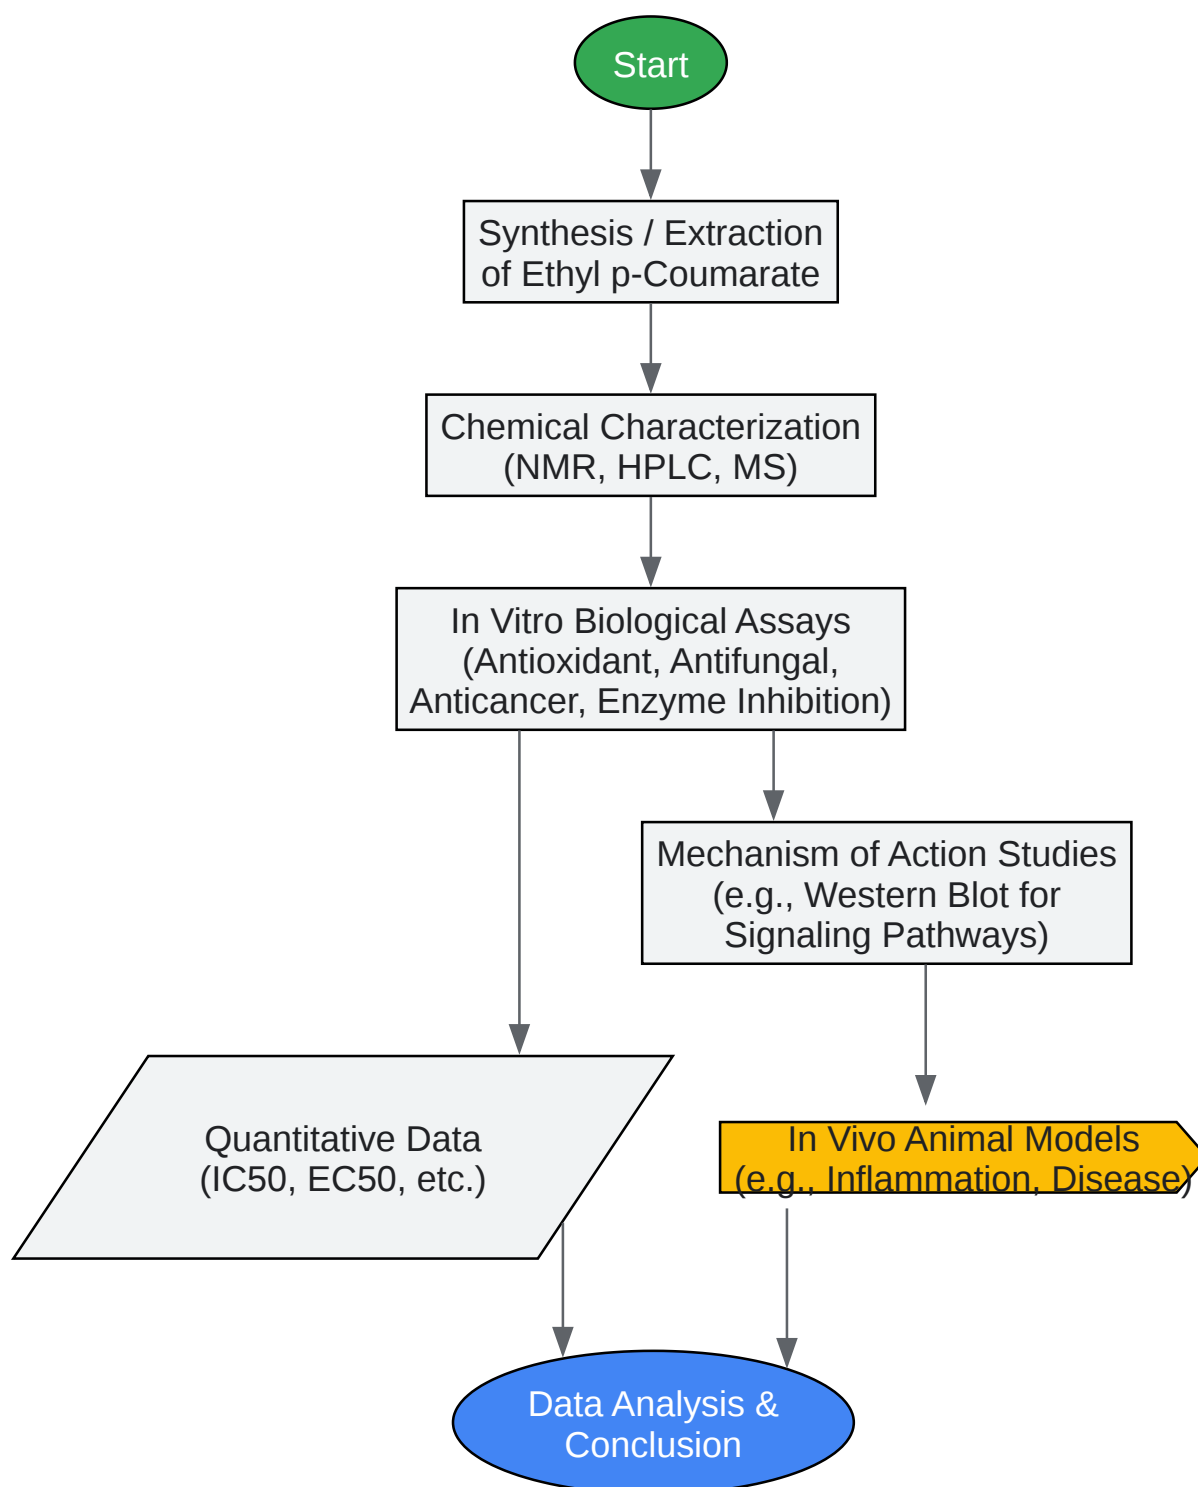 Start
Synthesis / Extraction
of Ethyl p-Coumarate
Chemical Characterization
(NMR, HPLC, MS)
In Vitro Biological Assays
(Antioxidant, Antifungal,
Anticancer, Enzyme Inhibition)
Mechanism of Action Studies
(e.g., Western Blot for
Signaling Pathways)
Quantitative Data
(IC50, EC50, etc.)
In Vivo Animal Models
(e.g., Inflammation, Disease)
Data Analysis &
Conclusion